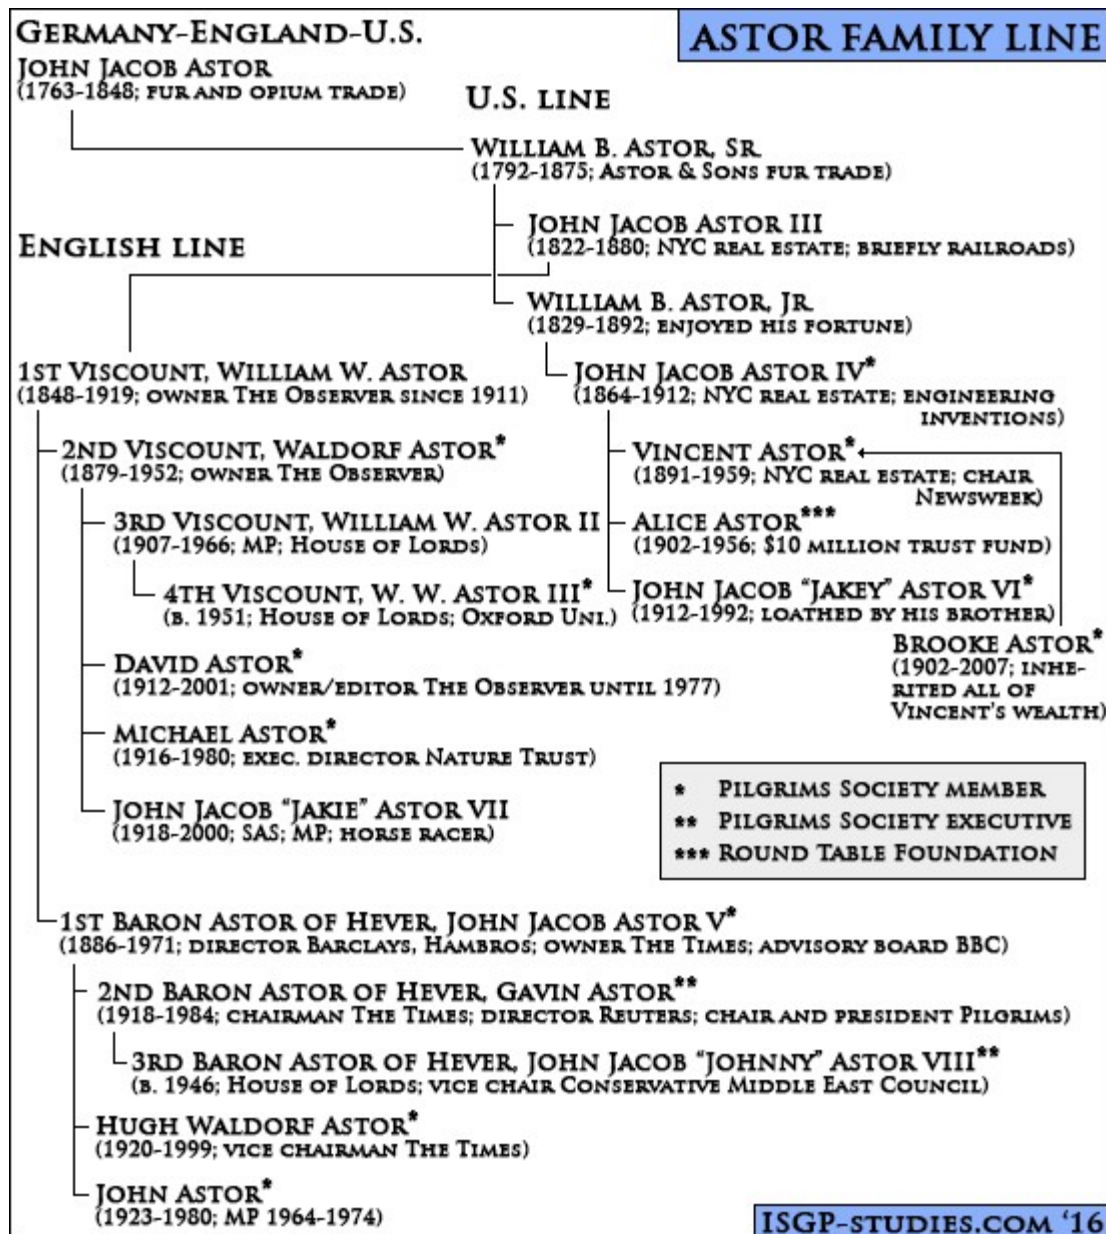 GERMANY-ENGLAND-U.S.
ASTOR FAMILY LINE
JOHN JACOB ASTOR
(1763-1848; FUR AND OPIUM TRADE)
U.S. LINE
WILLIAM B. ASTOR, SR.
(1792-1875; ASTOR & SONS FUR TRADE)
JOHN JACOB ASTOR III
(1822-1880; NYC REAL ESTATE; BRIEFLY RAILROADS)
ENGLISH LINE
WILLIAM B. ASTOR, JR.
(1829-1892; ENJOYED HIS FORTUNE)
1ST VISCOUNT, WILLIAM W. ASTOR
(1848-1919; OWNER THE OBSERVER SINCE 1911)
JOHN JACOB ASTOR IV*
(1864-1912; NYC REAL ESTATE; ENGINEERING
INVENTIONS)
2ND VISCOUNT, WALDORF ASTOR*
(1879-1952; OWNER THE OBSERVER)
VINCENT ASTOR*
(1891-1959; NYC REAL ESTATE; CHAIR
NEWSWEEK)
3RD VISCOUNT, WILLIAM W. ASTOR II
(1907-1966; MP; HOUSE OF LORDS)
ALICE ASTOR***
(1902-1956; $10 MILLION TRUST FUND)
4TH VISCOUNT, W. W. ASTOR III*
(B. 1951; HOUSE OF LORDS; OXFORD UNI.)
JOHN JACOB "JAKEY" ASTOR VI*
(1912-1992; LOATHED BY HIS BROTHER)
BROOKE ASTOR*
(1902-2007; INHE-
RITED ALL OF
VINCENT'S WEALTH)
DAVID ASTOR*
(1912-2001; OWNER/EDITOR THE OBSERVER UNTIL 1977)
MICHAEL ASTOR*
(1916-1980; EXEC. DIRECTOR NATURE TRUST)
JOHN JACOB "JAKIE" ASTOR VII
(1918-2000; SAS; MP; HORSE RACER)
* PILGRIMS SOCIETY MEMBER
** PILGRIMS SOCIETY EXECUTIVE
*** ROUND TABLE FOUNDATION
1ST BARON ASTOR OF HEVER, JOHN JACOB ASTOR V*
(1886-1971; DIRECTOR BARCLAYS, HAMBROS; OWNER THE TIMES; ADVISORY BOARD BBC)
2ND BARON ASTOR OF HEVER, GAVIN ASTOR**
(1918-1984; CHAIRMAN THE TIMES; DIRECTOR REUTERS; CHAIR AND PRESIDENT PILGRIMS)
3RD BARON ASTOR OF HEVER, JOHN JACOB "JOHNNY" ASTOR VIII**
(B. 1946; HOUSE OF LORDS; VICE CHAIR CONSERVATIVE MIDDLE EAST COUNCIL)
HUGH WALDORF ASTOR*
(1920-1999; VICE CHAIRMAN THE TIMES)
JOHN ASTOR*
(1923-1980; MP 1964-1974)
ISGP-STUDIES.COM '16